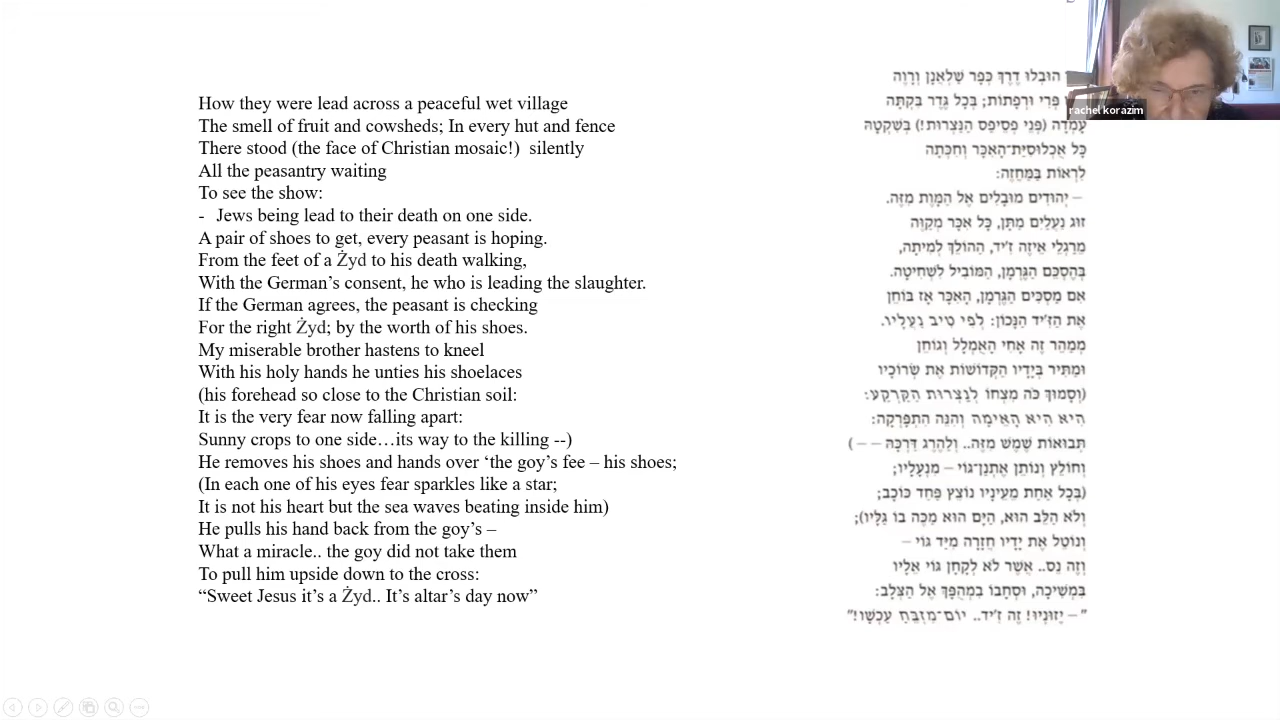 How they were lead across a peaceful wet village
The smell of fruit and cowsheds; In every hut and fence
There stood (the face of Christian mosaic!)  silently
All the peasantry waiting
To see the show:
-  Jews being lead to their death on one side.
A pair of shoes to get, every peasant is hoping.
From the feet of a Żyd to his death walking,
With the German’s consent, he who is leading the slaughter.
If the German agrees, the peasant is checking
For the right Żyd; by the worth of his shoes.
My miserable brother hastens to kneel
With his holy hands he unties his shoelaces
(his forehead so close to the Christian soil:
It is the very fear now falling apart:
Sunny crops to one side…its way to the killing --)
He removes his shoes and hands over ‘the goy’s fee – his shoes;
(In each one of his eyes fear sparkles like a star;
It is not his heart but the sea waves beating inside him)
He pulls his hand back from the goy’s –
What a miracle.. the goy did not take them
To pull him upside down to the cross:
“Sweet Jesus it’s a Żyd.. It’s altar’s day now”
הוּבְלוּ דֶּרֶךְ כְּפָר שַׁלְאֲנָן וְרָוֶה
פְּרִי וּרְפָתוֹת; בְּכָל גָּדֵר בִּקְתָּה
עָמְדָה (פְּנֵי פְסִיפַס הַנַּצְרוּת!) בְּשִׁקְטָהּ
כָּל אֻכְלוּסִיַּת־הָאִכָּר וְחִכְּתָה
לִרְאוֹת בַּמַּחֲזֶה:
– יְהוּדִים מוּבָלִים אֶל הַמָּוֶת מִזֶּה.
זוּג נַעֲלַיִם מַתָּן, כָּל אִכָּר מְקַוֶּה
מֵרַגְלֵי אֵיזֶה זִ'יד, הַהוֹלֵךְ לְמִיתָה,
בְּהֶסְכֵּם הַגֶּרְמָן, הַמּוֹבִיל לִשְׁחִיטָה.
אִם מַסְכִּים הַגֶּרְמָן, הָאִכָּר אָז בּוֹחֵן
אֶת הַזִּ'יד הַנָּכוֹן: לְפִי טִיב נַעֲלָיו.
מְמַהֵר זֶה אָחִי הָאֻמְלָל וְגוֹחֵן
וּמַתִּיר בְּיָדָיו הַקְּדוֹשׁוֹת אֶת שְׂרוֹכָיו
(וְסָמוּךְ כֹּה מִצְחוֹ לְנַצְרוּת הַקַּרְקַע:
הִיא הִיא הָאֵימָה וְהִנֵּה הִתְפָּרְקָה:
תְּבוּאוֹת שֶׁמֶשׁ מִזֶּה.. וְלַהֶרֶג דַּרְכָּהּ – –)
וְחוֹלֵץ וְנוֹתֵן אֶתְנַן־גּוֹי – מִנְעָלָיו;
(בְּכָל אַחַת מֵעֵינָיו נוֹצֵץ פַּחַד כּוֹכָב;
וְלֹא הַלֵּב הוּא, הַיָּם הוּא מַכֶּה בוֹ גַּלָּיו);
וְנוֹטֵל אֶת יָדָיו חֲזָרָה מִיַּד גּוֹי –
וְזֶה נֵס.. אֲשֶׁר לֹא לְקָחָן גּוֹי אֵלָיו
בִּמְשִׁיכָה, וּסְחָבוֹ בִּמְהֻפָּךְ אֶל הַצְּלָב:
"– יֶזוּנְיוּ! זֶה זִ'יד.. יוֹם־מִזְבֵּחַ עַכְשָׁו!"
rachel korazim